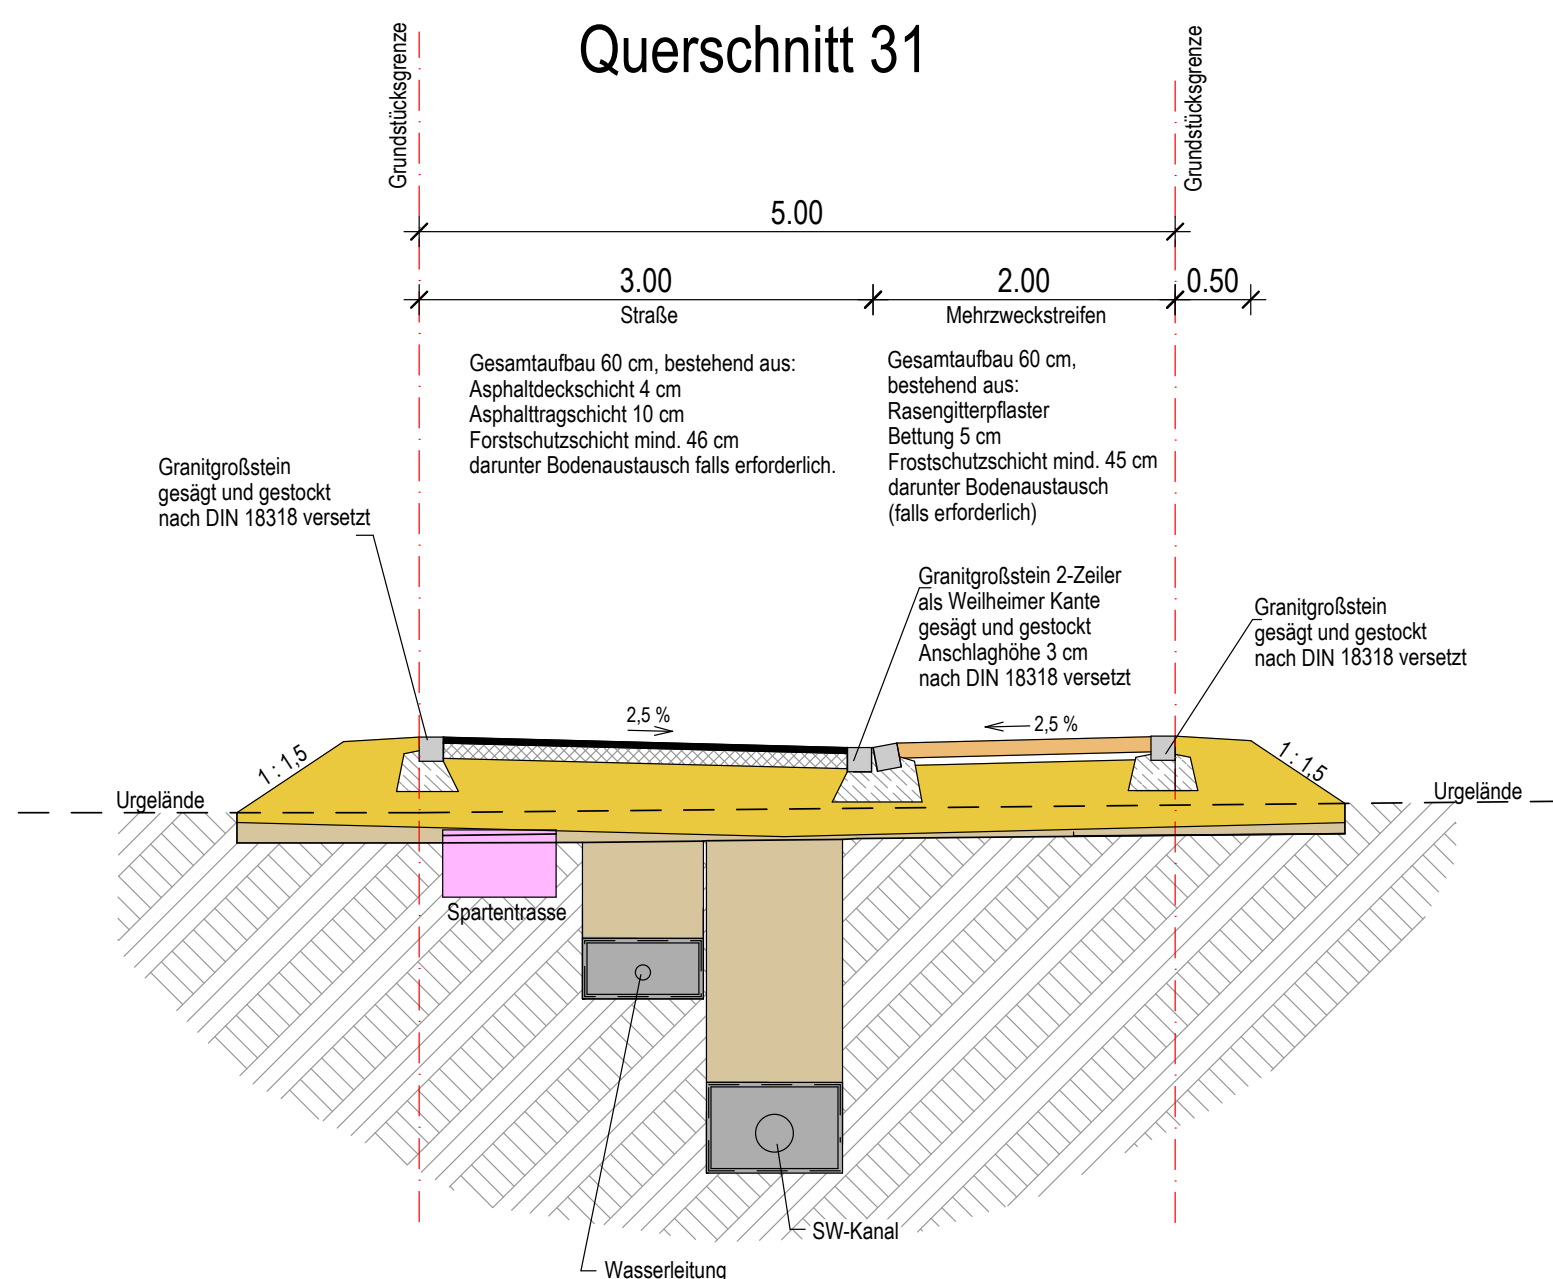 Querschnitt 31
Grundstücksgrenze
Grundstücksgrenze
5.00
3.00
2.00
0.50
Straße
Mehrzweckstreifen
Gesamtaufbau 60 cm, bestehend aus:
Asphaltdeckschicht 4 cm
Asphalttragschicht 10 cm
Forstschutzschicht mind. 46 cm
darunter Bodenaustausch falls erforderlich.
Gesamtaufbau 60 cm,
bestehend aus:
Rasengitterpflaster
Bettung 5 cm
Frostschutzschicht mind. 45 cm
darunter Bodenaustausch
(falls erforderlich)
Granitgroßstein
gesägt und gestockt
nach DIN 18318 versetzt
Granitgroßstein 2-Zeiler
als Weilheimer Kante
gesägt und gestockt
Anschlaghöhe 3 cm
nach DIN 18318 versetzt
Granitgroßstein
gesägt und gestockt
nach DIN 18318 versetzt
2,5 %
2,5 %
1 : 1,5
1 : 1,5
Urgelände
Urgelände
Spartentrasse
SW-Kanal
Wasserleitung